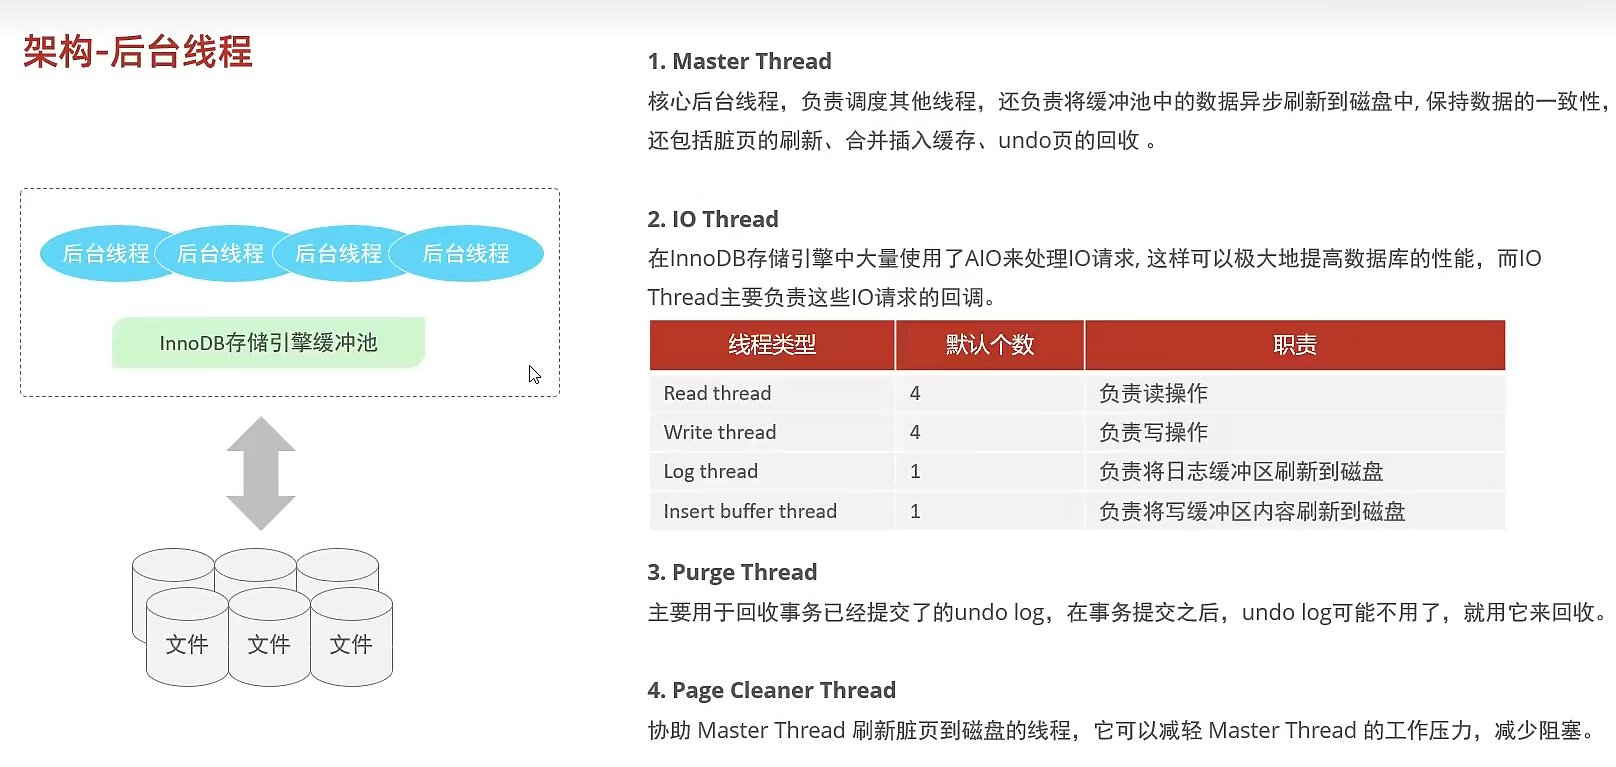 架构-后台线程
后台线程 后台线程 后台线程 后台线程
InnoDB存储引擎缓冲池
文件 文件 文件
1. Master Thread
核心后台线程，负责调度其他线程，还负责将缓冲池中的数据异步刷新到磁盘中, 保持数据的一致性，
还包括脏页的刷新、合并插入缓存、undo页的回收 。
2. IO Thread
在InnoDB存储引擎中大量使用了AIO来处理IO请求, 这样可以极大地提高数据库的性能，而IO
Thread主要负责这些IO请求的回调。
线程类型 默认个数 职责
Read thread 4 负责读操作
Write thread 4 负责写操作
Log thread 1 负责将日志缓冲区刷新到磁盘
Insert buffer thread 1 负责将写缓冲区内容刷新到磁盘
3. Purge Thread
主要用于回收事务已经提交了的undo log，在事务提交之后，undo log可能不用了，就用它来回收。
4. Page Cleaner Thread
协助 Master Thread 刷新脏页到磁盘的线程，它可以减轻 Master Thread 的工作压力，减少阻塞。